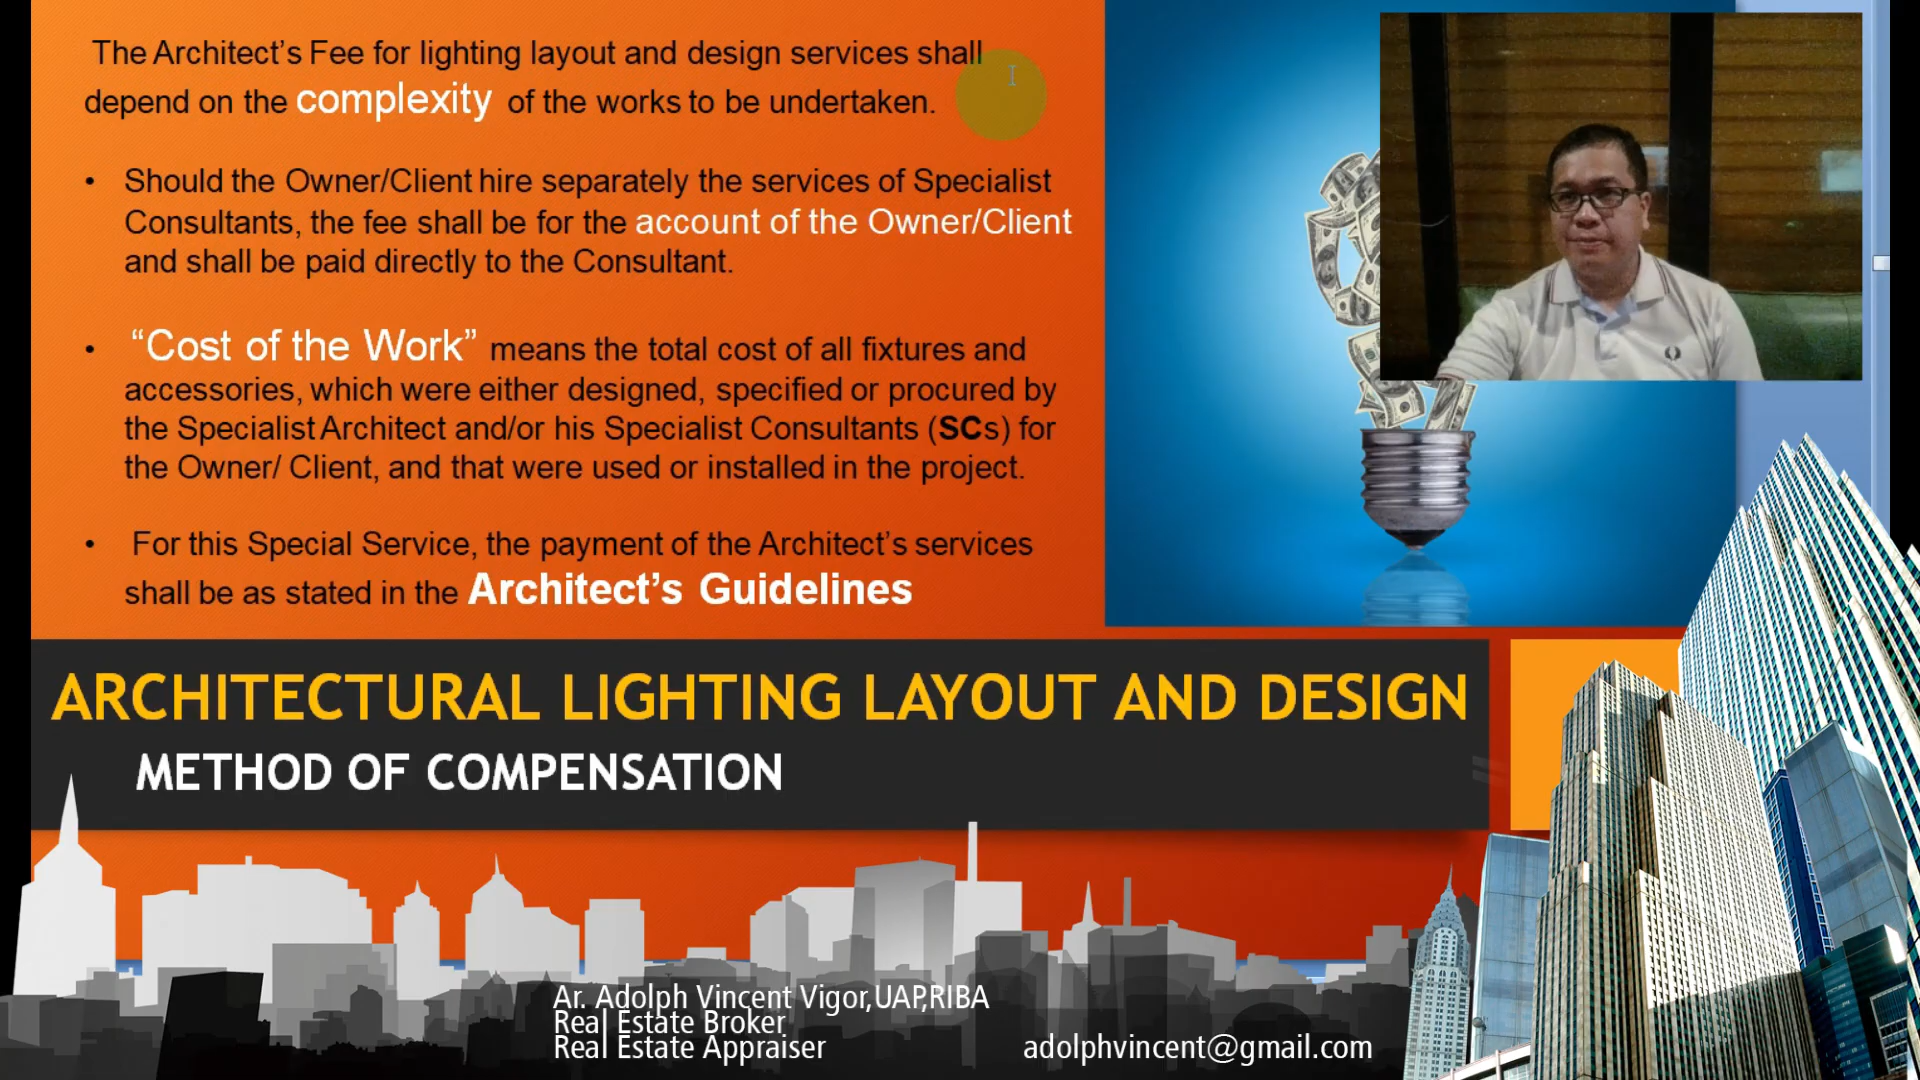 The Architect's Fee for lighting layout and design services shall
depend on the complexity of the works to be undertaken.
• Should the Owner/Client hire separately the services of Specialist
Consultants, the fee shall be for the account of the Owner/Client
and shall be paid directly to the Consultant.
• “Cost of the Work” means the total cost of all fixtures and
accessories, which were either designed, specified or procured by
the Specialist Architect and/or his Specialist Consultants (SCs) for
the Owner/ Client, and that were used or installed in the project.
• For this Special Service, the payment of the Architect's services
shall be as stated in the Architect's Guidelines
ARCHITECTURAL LIGHTING LAYOUT AND DESIGN
METHOD OF COMPENSATION
Ar. Adolph Vincent Vigor,UAP,RIBA
Real Estate Broker
Real Estate Appraiser
adolphvincent@gmail.com